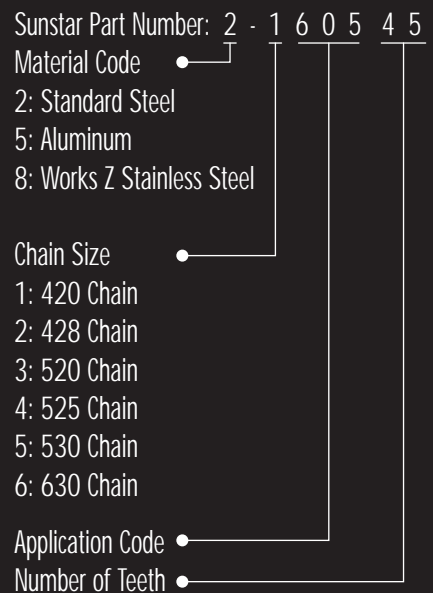 Sunstar Part Number: 2 - 1 6 0 5 4 5
Material Code
2: Standard Steel
5: Aluminum
8: Works Z Stainless Steel
Chain Size
1: 420 Chain
2: 428 Chain
3: 520 Chain
4: 525 Chain
5: 530 Chain
6: 630 Chain
Application Code
Number of Teeth